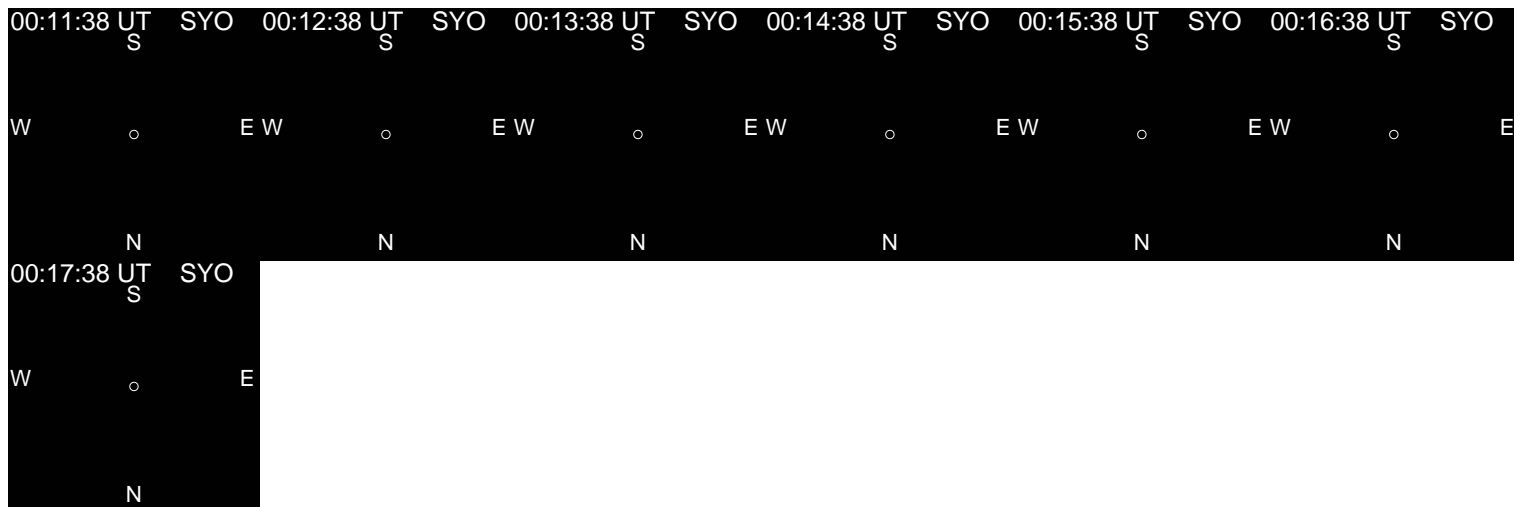 00:11:38 UT SYO 00:12:38 UT SYO 00:13:38 UT SYO 00:14:38 UT SYO 00:15:38 UT SYO 00:16:38 UT SYO
S S S S S S
W E W E W E W E W E W E
N N N N N N
00:17:38 UT SYO
S
W E
N